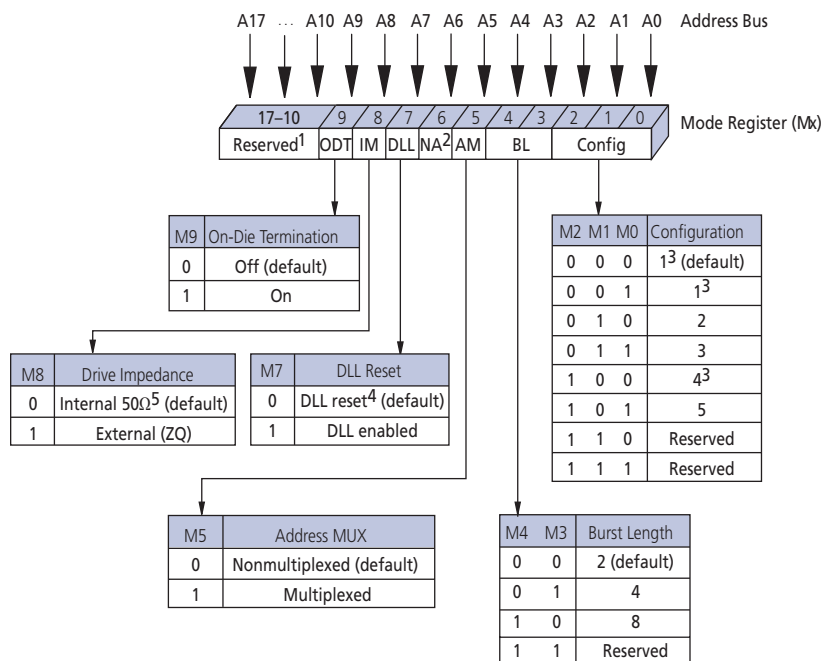 A17 ... A10 A9 A8 A7 A6 A5 A4 A3 A2 A1 A0 Address Bus
17–10 9 8 7 6 5 4 3 2 1 0 Mode Register (Mx)
Reserved1 ODT IM DLL NA2 AM BL Config
M9 On-Die Termination
0 Off (default)
1 On
M2 M1 M0 Configuration
0 0 0 13 (default)
0 0 1 13
0 1 0 2
0 1 1 3
1 0 0 43
1 0 1 5
1 1 0 Reserved
1 1 1 Reserved
M8 Drive Impedance
0 Internal 50Ω5 (default)
1 External (ZQ)
M7 DLL Reset
0 DLL reset4 (default)
1 DLL enabled
M5 Address MUX
0 Nonmultiplexed (default)
1 Multiplexed
M4 M3 Burst Length
0 0 2 (default)
0 1 4
1 0 8
1 1 Reserved